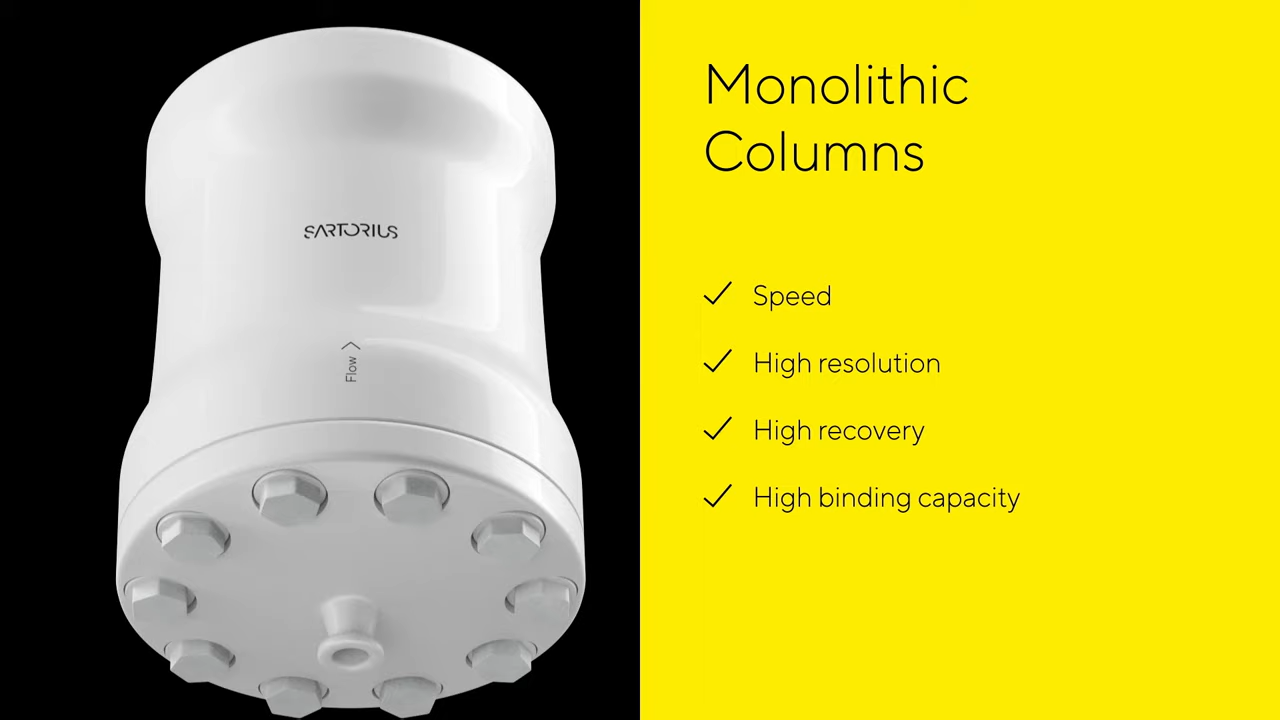 SARTORIUS
Flow
Monolithic
Columns
Speed
High resolution
High recovery
High binding capacity